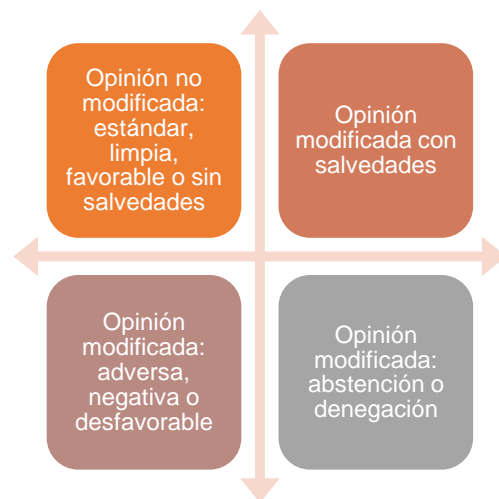 Opinión no
modificada:
estándar,
limpia,
favorable o sin
salvedades
Opinión
modificada con
salvedades
Opinión
modificada:
adversa,
negativa o
desfavorable
Opinión
modificada:
abstención o
denegación